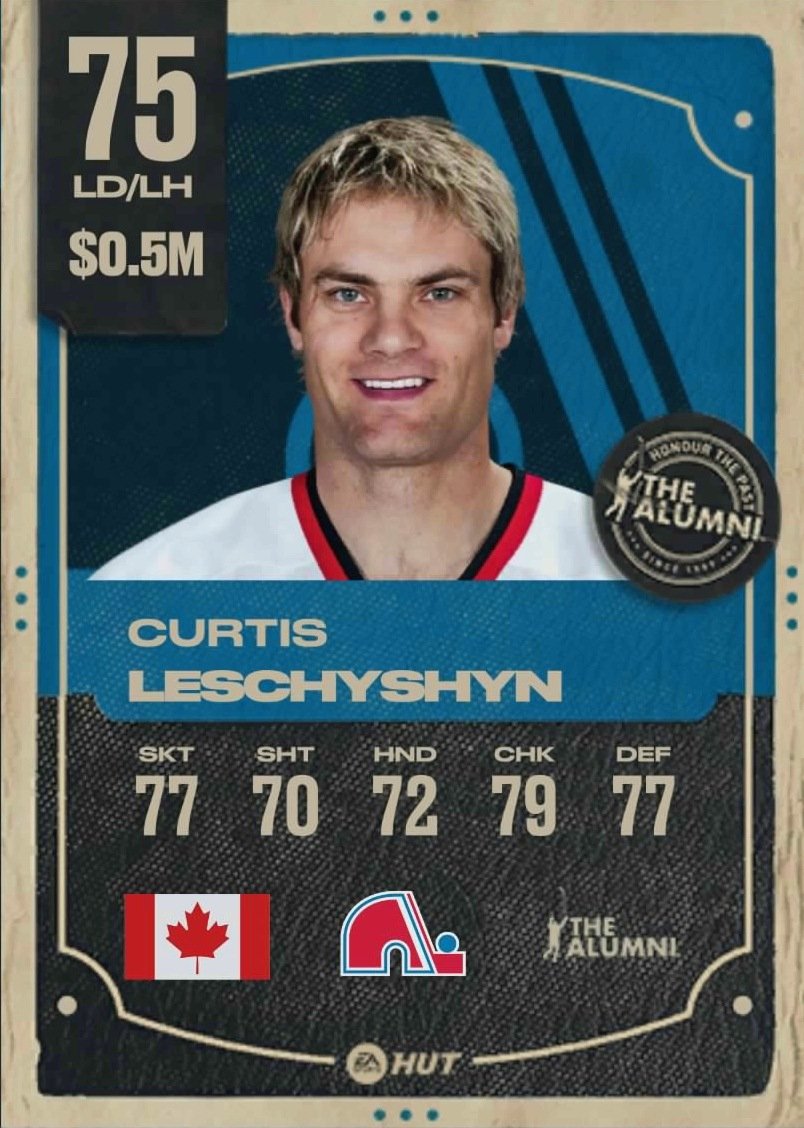 75
LD/LH
$0.5M
HONOUR THE PAST
THE
ALUMNI
CURTIS
LESCHYSHYN
SKT SHT HND CHK DEF
77 70 72 79 77
THE
ALUMNI
EA
HUT